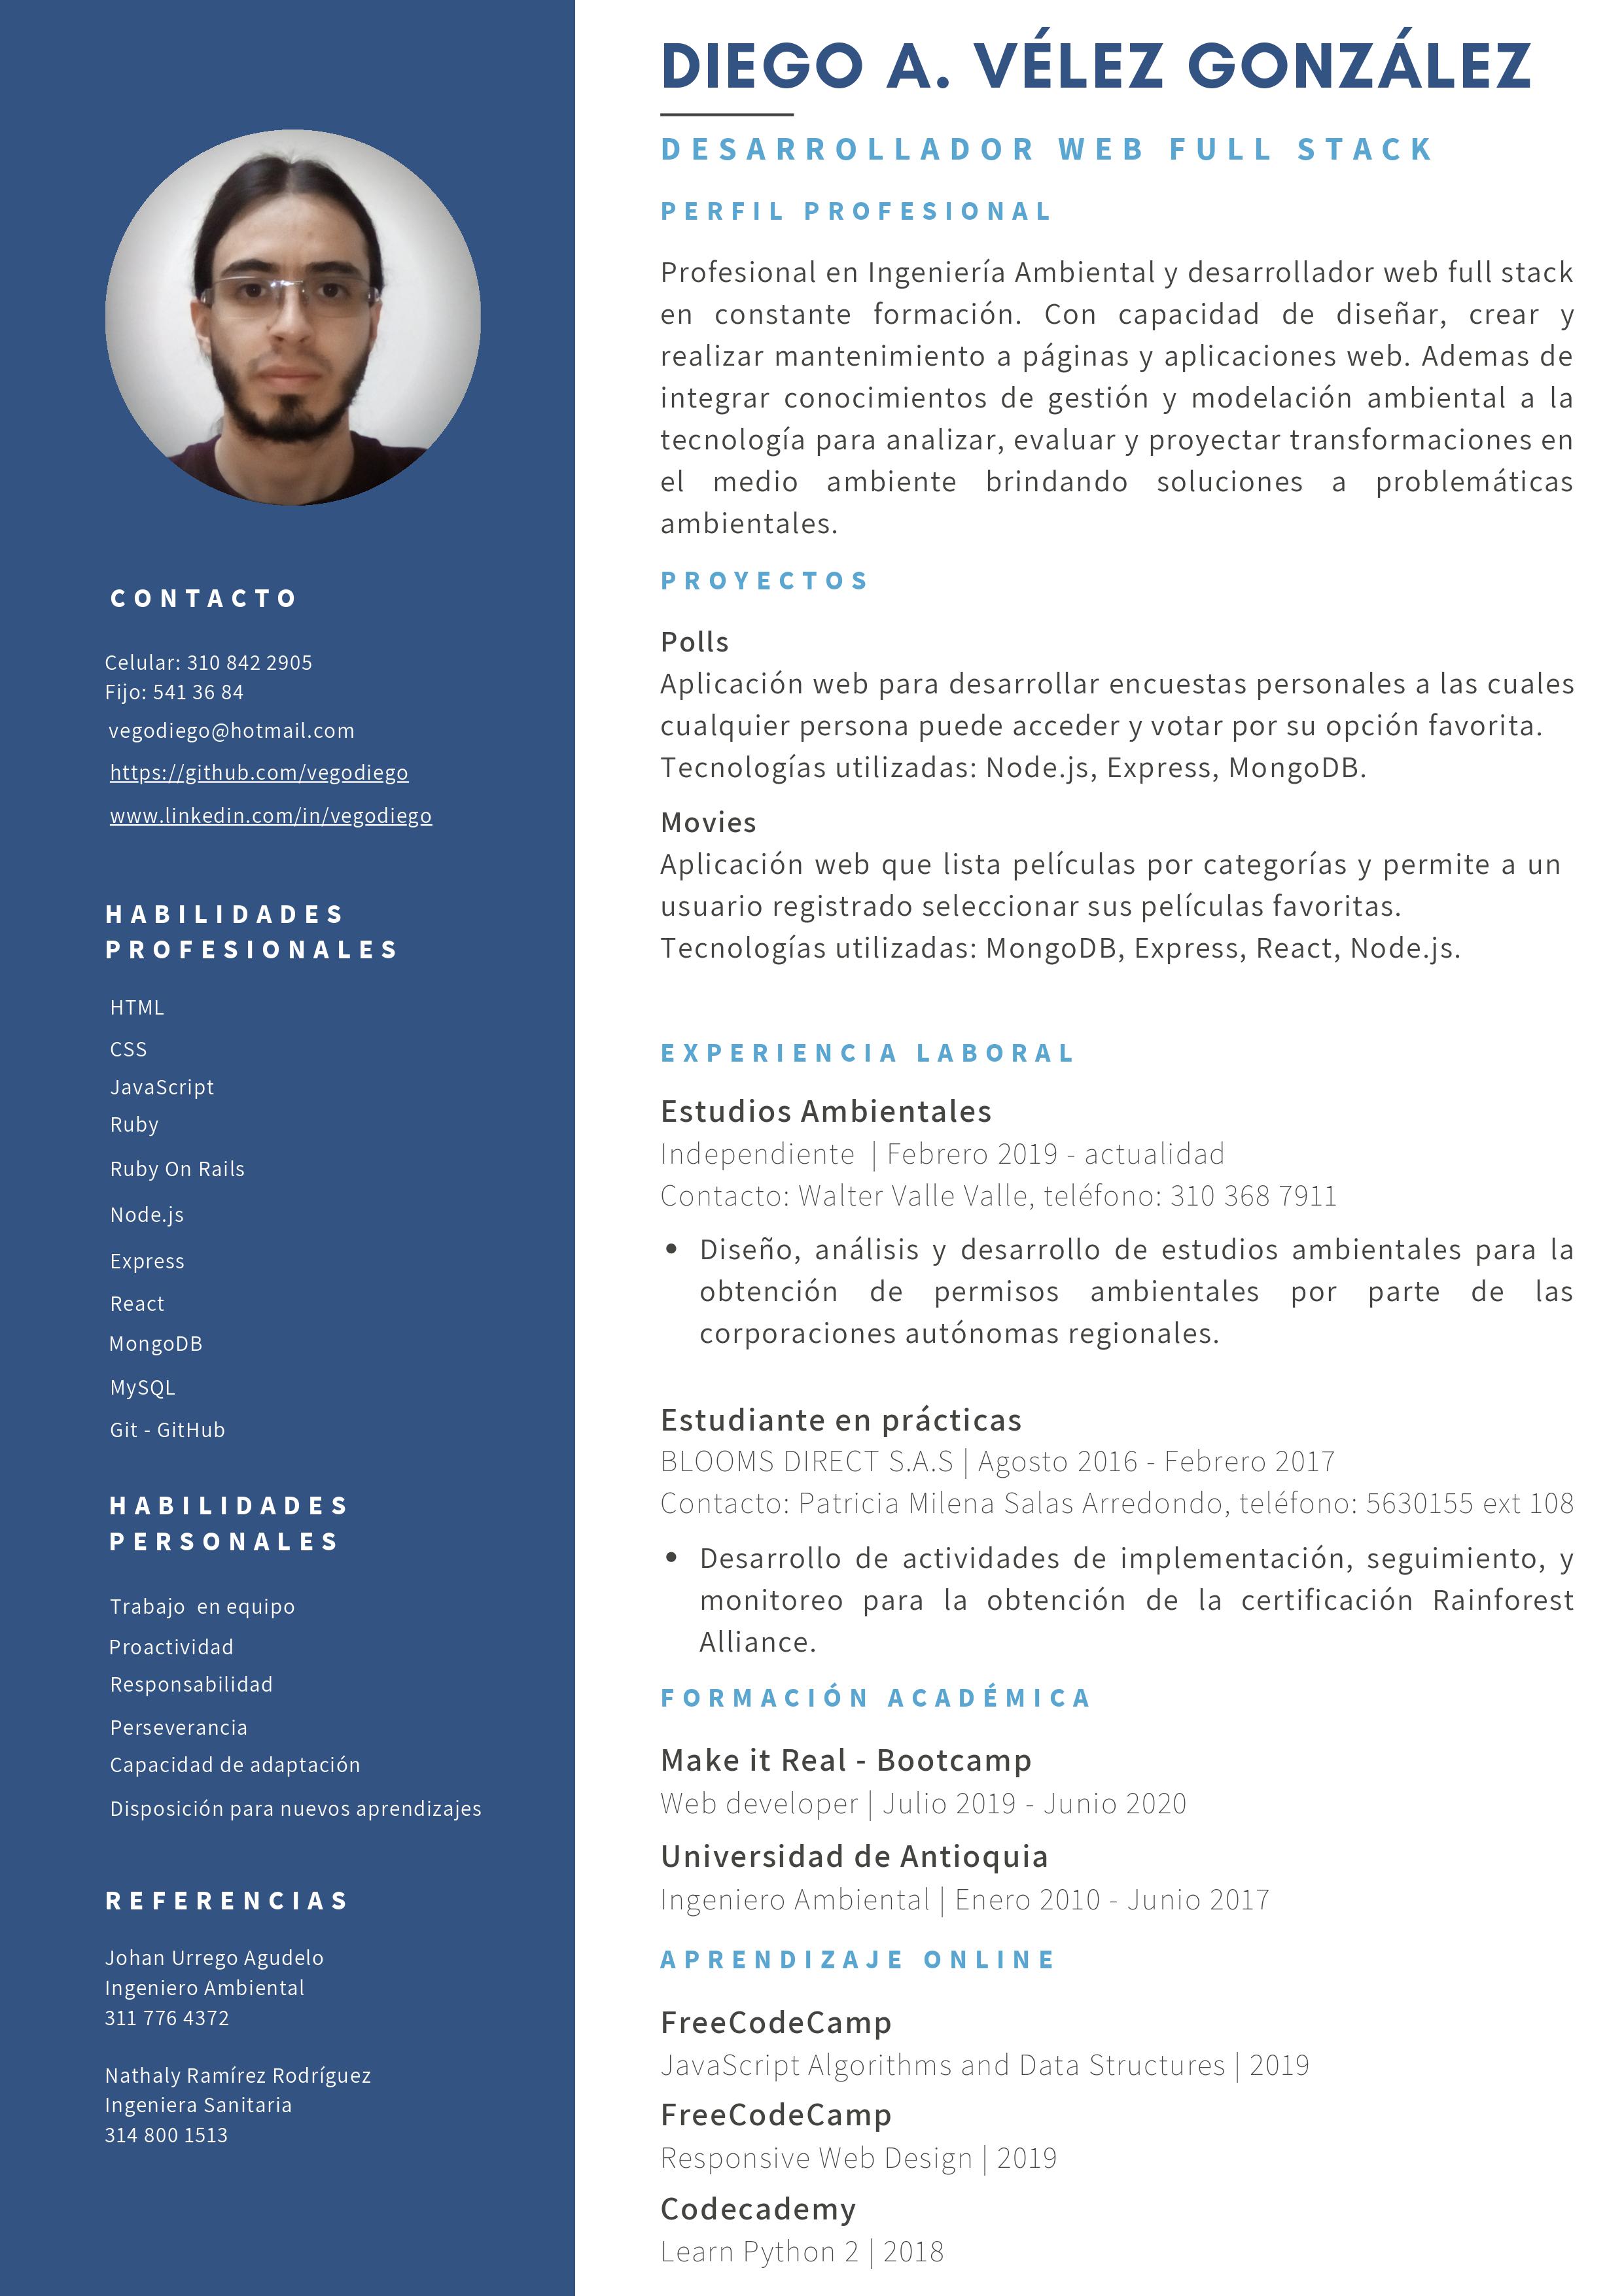 DIEGO A. VÉLEZ GONZÁLEZ
DESARROLLADOR WEB FULL STACK
PERFIL PROFESIONAL
Profesional en Ingeniería Ambiental y desarrollador web full stack
en constante formación. Con capacidad de diseñar, crear y
realizar mantenimiento a páginas y aplicaciones web. Ademas de
integrar conocimientos de gestión y modelación ambiental a la
tecnología para analizar, evaluar y proyectar transformaciones en
el medio ambiente brindando soluciones a problemáticas
ambientales.
PROYECTOS
Polls
Aplicación web para desarrollar encuestas personales a las cuales
cualquier persona puede acceder y votar por su opción favorita.
Tecnologías utilizadas: Node.js, Express, MongoDB.
Movies
Aplicación web que lista películas por categorías y permite a un
usuario registrado seleccionar sus películas favoritas.
Tecnologías utilizadas: MongoDB, Express, React, Node.js.
EXPERIENCIA LABORAL
Estudios Ambientales
Independiente | Febrero 2019 - actualidad
Contacto: Walter Valle Valle, teléfono: 310 368 7911
• Diseño, análisis y desarrollo de estudios ambientales para la
obtención de permisos ambientales por parte de las
corporaciones autónomas regionales.
Estudiante en prácticas
BLOOMS DIRECT S.A.S | Agosto 2016 - Febrero 2017
Contacto: Patricia Milena Salas Arredondo, teléfono: 5630155 ext 108
• Desarrollo de actividades de implementación, seguimiento, y
monitoreo para la obtención de la certificación Rainforest
Alliance.
FORMACIÓN ACADÉMICA
Make it Real - Bootcamp
Web developer | Julio 2019 - Junio 2020
Universidad de Antioquia
Ingeniero Ambiental | Enero 2010 - Junio 2017
APRENDIZAJE ONLINE
FreeCodeCamp
JavaScript Algorithms and Data Structures | 2019
FreeCodeCamp
Responsive Web Design | 2019
Codecademy
Learn Python 2 | 2018
CONTACTO
Celular: 310 842 2905
Fijo: 541 36 84
vegodiego@hotmail.com
https://github.com/vegodiego
www.linkedin.com/in/vegodiego
HABILIDADES
PROFESIONALES
HTML
CSS
JavaScript
Ruby
Ruby On Rails
Node.js
Express
React
MongoDB
MySQL
Git - GitHub
HABILIDADES
PERSONALES
Trabajo en equipo
Proactividad
Responsabilidad
Perseverancia
Capacidad de adaptación
Disposición para nuevos aprendizajes
REFERENCIAS
Johan Urrego Agudelo
Ingeniero Ambiental
311 776 4372
Nathaly Ramírez Rodríguez
Ingeniera Sanitaria
314 800 1513